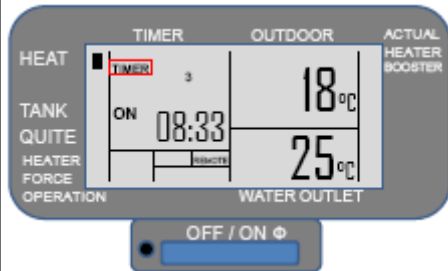 TIMER OUTDOOR ACTUAL
HEAT HEATER
BOOSTER
TIMER
3
18°C
TANK ON
QUITE 08:33
HEATER REMOTE 25°C
FORCE
OPERATION WATER OUTLET
OFF / ON Φ